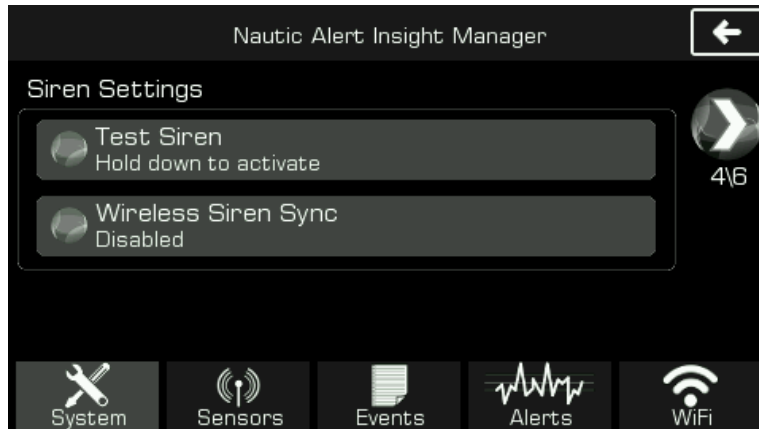 Nautic Alert Insight Manager
Siren Settings
Test Siren
Hold down to activate
4\6
Wireless Siren Sync
Disabled
System
Sensors
Events
Alerts
WiFi